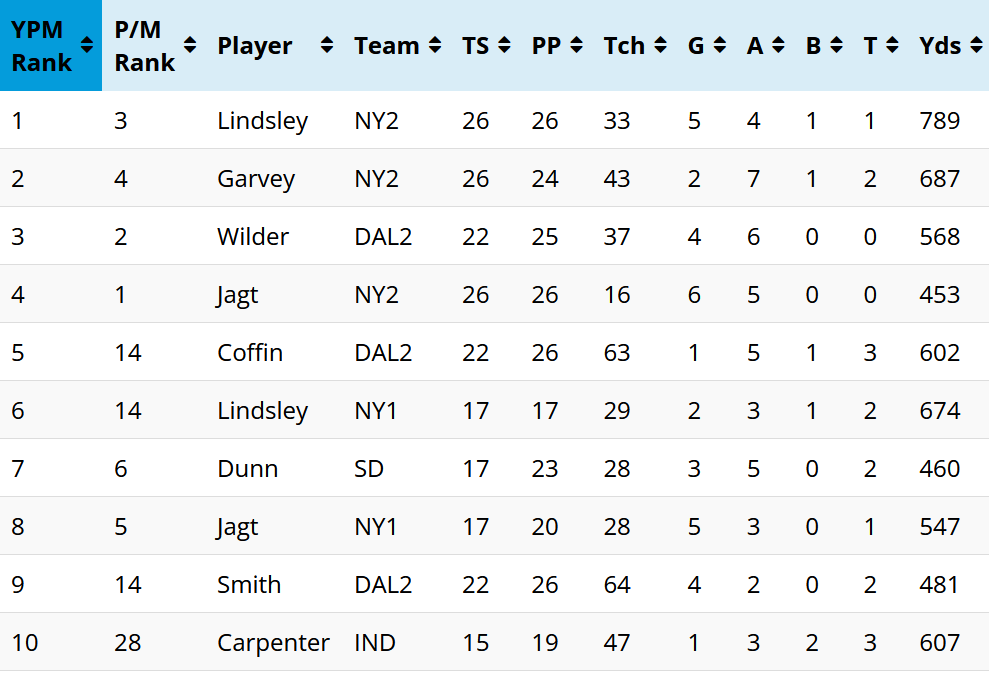 YPM Rank P/M Rank Player Team TS PP Tch G A B T Yds
1 3 Lindsley NY2 26 26 33 5 4 1 1 789
2 4 Garvey NY2 26 24 43 2 7 1 2 687
3 2 Wilder DAL2 22 25 37 4 6 0 0 568
4 1 Jagt NY2 26 26 16 6 5 0 0 453
5 14 Coffin DAL2 22 26 63 1 5 1 3 602
6 14 Lindsley NY1 17 17 29 2 3 1 2 674
7 6 Dunn SD 17 23 28 3 5 0 2 460
8 5 Jagt NY1 17 20 28 5 3 0 1 547
9 14 Smith DAL2 22 26 64 4 2 0 2 481
10 28 Carpenter IND 15 19 47 1 3 2 3 607